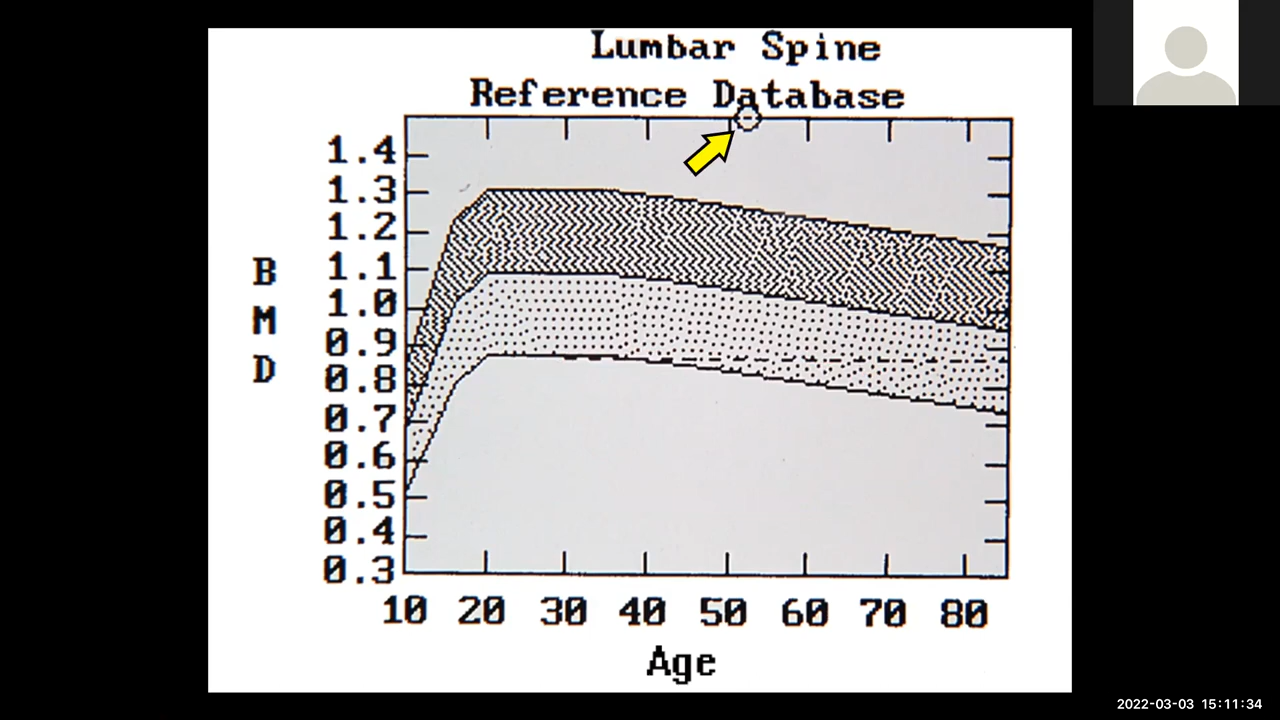 Lumbar Spine
Reference Database
1.4
1.3
1.2
1.1
1.0
0.9
0.8
0.7
0.6
0.5
0.4
0.3
B
M
D
10 20 30 40 50 60 70 80
Age
2022-03-03 15:11:34